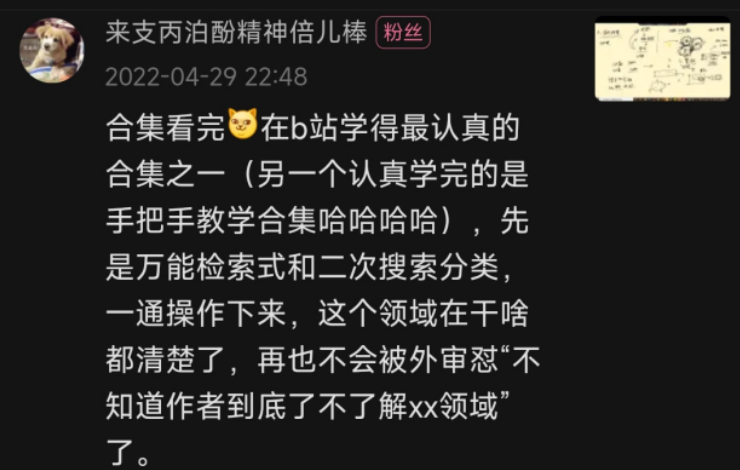 来支丙泊酚精神倍儿棒 粉丝
2022-04-29 22:48
合集看完😼在b站学得最认真的
合集之一（另一个认真学完的是
手把手教学合集哈哈哈哈），先
是万能检索式和二次搜索分类，
一通操作下来，这个领域在干啥
都清楚了，再也不会被外审怼“不
知道作者到底了不了解xx领域”
了。